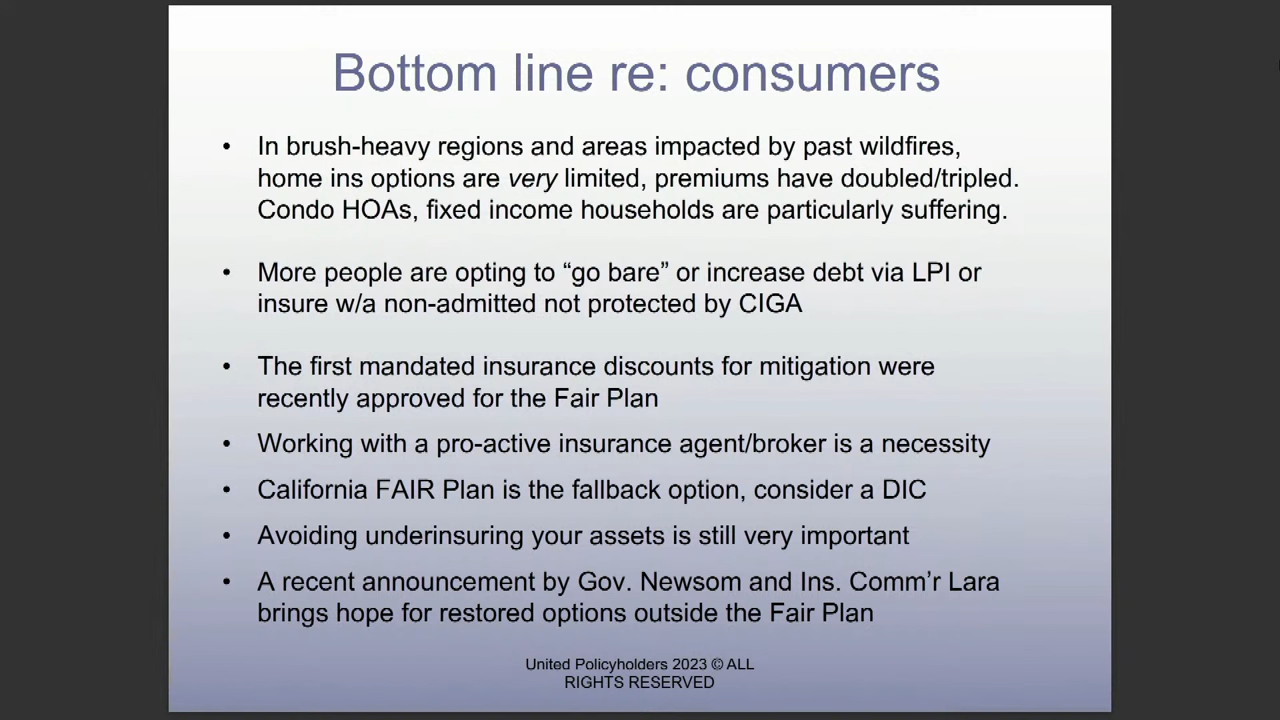 Bottom line re: consumers
• In brush-heavy regions and areas impacted by past wildfires,
home ins options are very limited, premiums have doubled/tripled.
Condo HOAs, fixed income households are particularly suffering.
• More people are opting to “go bare” or increase debt via LPI or
insure w/a non-admitted not protected by CIGA
• The first mandated insurance discounts for mitigation were
recently approved for the Fair Plan
• Working with a pro-active insurance agent/broker is a necessity
• California FAIR Plan is the fallback option, consider a DIC
• Avoiding underinsuring your assets is still very important
• A recent announcement by Gov. Newsom and Ins. Comm’r Lara
brings hope for restored options outside the Fair Plan
United Policyholders 2023 © ALL
RIGHTS RESERVED